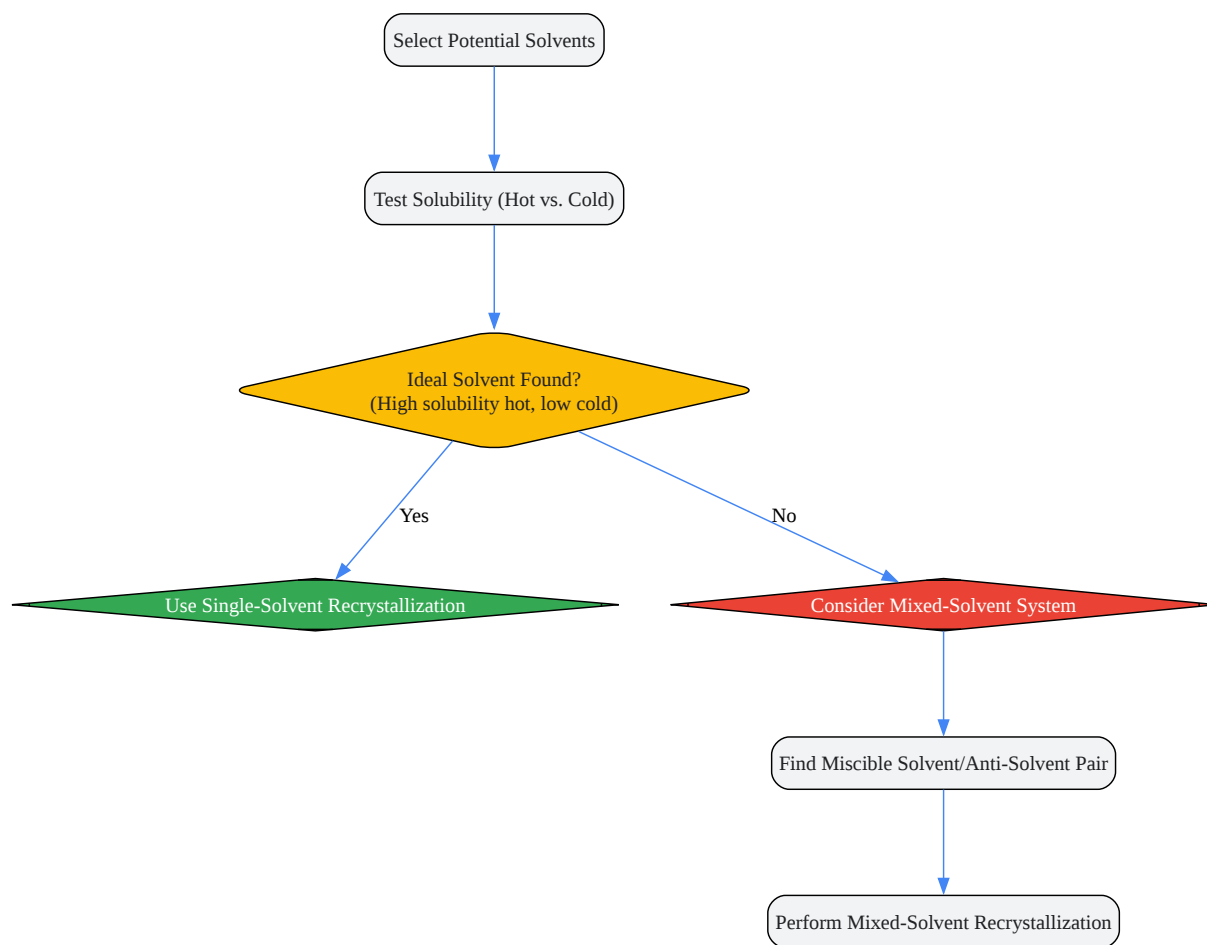 Select Potential Solvents
Test Solubility (Hot vs. Cold)
Ideal Solvent Found?
(High solubility hot, low cold)
Yes
No
Use Single-Solvent Recrystallization
Consider Mixed-Solvent System
Find Miscible Solvent/Anti-Solvent Pair
Perform Mixed-Solvent Recrystallization